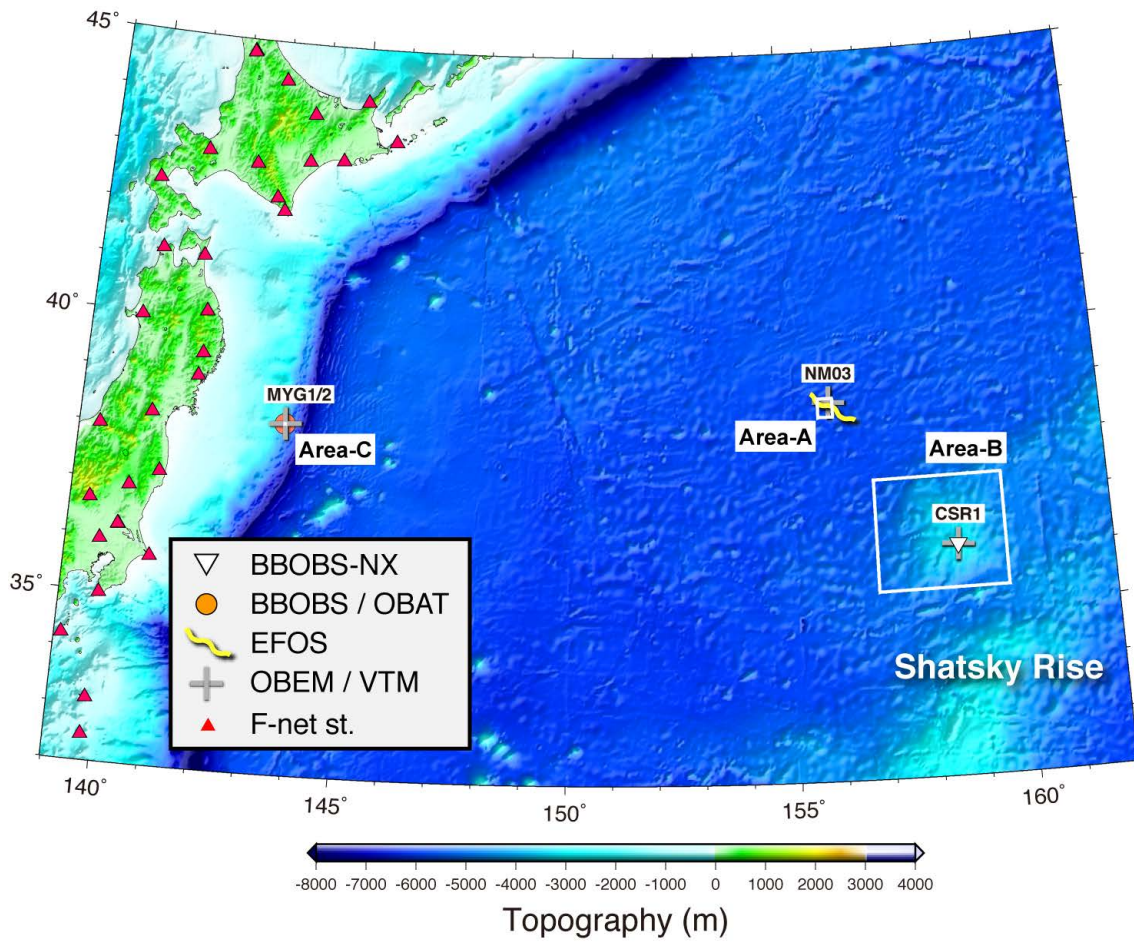 45°
40°
35°
NM03
MYG1/2
Area-A
Area-C
Area-B
CSR1
BBOBS-NX
BBOBS / OBAT
EFOS
OBEM / VTM
F-net st.
Shatsky Rise
140°
145°
150°
155°
160°
-8000 -7000 -6000 -5000 -4000 -3000 -2000 -1000 0 1000 2000 3000 4000
Topography (m)